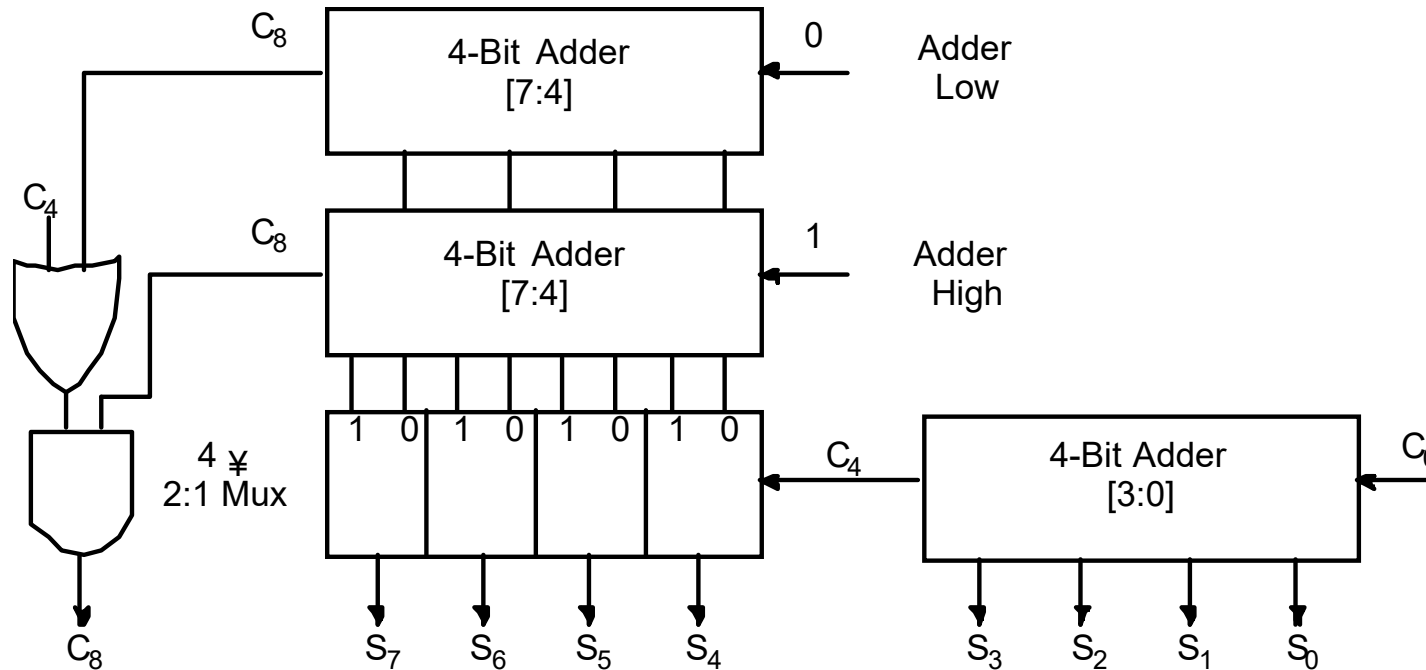 C₈
4-Bit Adder
[7:4]
0
Adder
Low
C₄
C₈
4-Bit Adder
[7:4]
1
Adder
High
1 0 1 0 1 0 1 0
4 ¥
2:1 Mux
C₄
4-Bit Adder
[3:0]
C
C₈
S₇ S₆ S₅ S₄
S₃ S₂ S₁ S₀